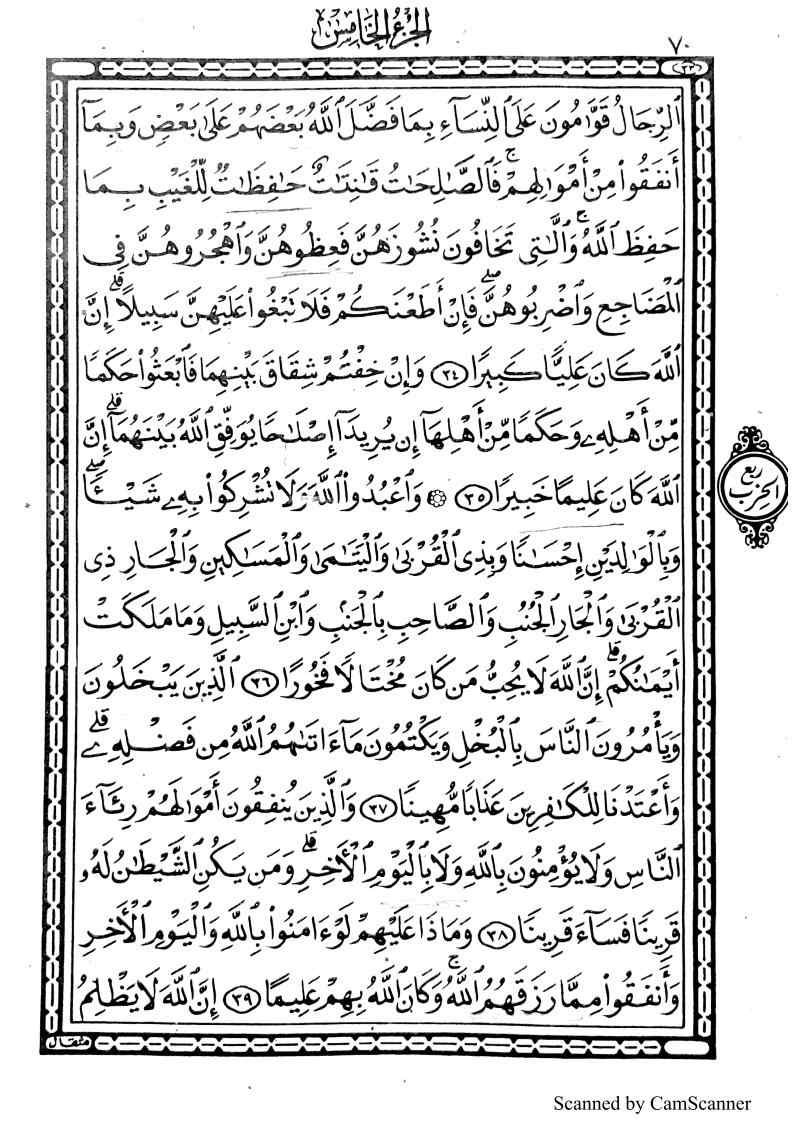 الجزء الخامس
٧٠
(٣٣)
ٱلرِّجَالُ قَوَّٰمُونَ عَلَى ٱلنِّسَآءِ بِمَا فَضَّلَ ٱللَّهُ بَعْضَهُمْ عَلَىٰ بَعْضٍ وَبِمَآ
أَنفَقُوا۟ مِنْ أَمْوَٰلِهِمْ ۚ فَٱلصَّٰلِحَٰتُ قَٰنِتَٰتٌ حَٰفِظَٰتٌ لِّلْغَيْبِ بِمَا
حَفِظَ ٱللَّهُ ۚ وَٱلَّٰتِى تَخَافُونَ نُشُوزَهُنَّ فَعِظُوهُنَّ وَٱهْجُرُوهُنَّ فِى
ٱلْمَضَاجِعِ وَٱضْرِبُوهُنَّ ۖ فَإِنْ أَطَعْنَكُمْ فَلَا تَبْغُوا۟ عَلَيْهِنَّ سَبِيلًا ۗ إِنَّ
ٱللَّهَ كَانَ عَلِيًّا كَبِيرًا ٣٤ وَإِنْ خِفْتُمْ شِقَاقَ بَيْنِهِمَا فَٱبْعَثُوا۟ حَكَمًا
مِّنْ أَهْلِهِۦ وَحَكَمًا مِّنْ أَهْلِهَآ إِن يُرِيدَآ إِصْلَٰحًا يُوَفِّقِ ٱللَّهُ بَيْنَهُمَآ ۗ إِنَّ
ٱللَّهَ كَانَ عَلِيمًا خَبِيرًا ٣٥ ۞ وَٱعْبُدُوا۟ ٱللَّهَ وَلَا تُشْرِكُوا۟ بِهِۦ شَيْـًٔا ۖ
ربع الحزب
وَبِٱلْوَٰلِدَيْنِ إِحْسَٰنًا وَبِذِى ٱلْقُرْبَىٰ وَٱلْيَتَٰمَىٰ وَٱلْمَسَٰكِينِ وَٱلْجَارِ ذِى
ٱلْقُرْبَىٰ وَٱلْجَارِ ٱلْجُنُبِ وَٱلصَّاحِبِ بِٱلْجَنۢبِ وَٱبْنِ ٱلسَّبِيلِ وَمَا مَلَكَتْ
أَيْمَٰنُكُمْ ۗ إِنَّ ٱللَّهَ لَا يُحِبُّ مَن كَانَ مُخْتَالًا فَخُورًا ٣٦ ٱلَّذِينَ يَبْخَلُونَ
وَيَأْمُرُونَ ٱلنَّاسَ بِٱلْبُخْلِ وَيَكْتُمُونَ مَآ ءَاتَىٰهُمُ ٱللَّهُ مِن فَضْلِهِۦ ۗ
وَأَعْتَدْنَا لِلْكَٰفِرِينَ عَذَابًا مُّهِينًا ٣٧ وَٱلَّذِينَ يُنفِقُونَ أَمْوَٰلَهُمْ رِئَآءَ
ٱلنَّاسِ وَلَا يُؤْمِنُونَ بِٱللَّهِ وَلَا بِٱلْيَوْمِ ٱلْأَخِرِ ۗ وَمَن يَكُنِ ٱلشَّيْطَٰنُ لَهُۥ
قَرِينًا فَسَآءَ قَرِينًا ٣٨ وَمَاذَا عَلَيْهِمْ لَوْ ءَامَنُوا۟ بِٱللَّهِ وَٱلْيَوْمِ ٱلْأَخِرِ
وَأَنفَقُوا۟ مِمَّا رَزَقَهُمُ ٱللَّهُ ۚ وَكَانَ ٱللَّهُ بِهِمْ عَلِيمًا ٣٩ إِنَّ ٱللَّهَ لَا يَظْلِمُ
مثقال
Scanned by CamScanner